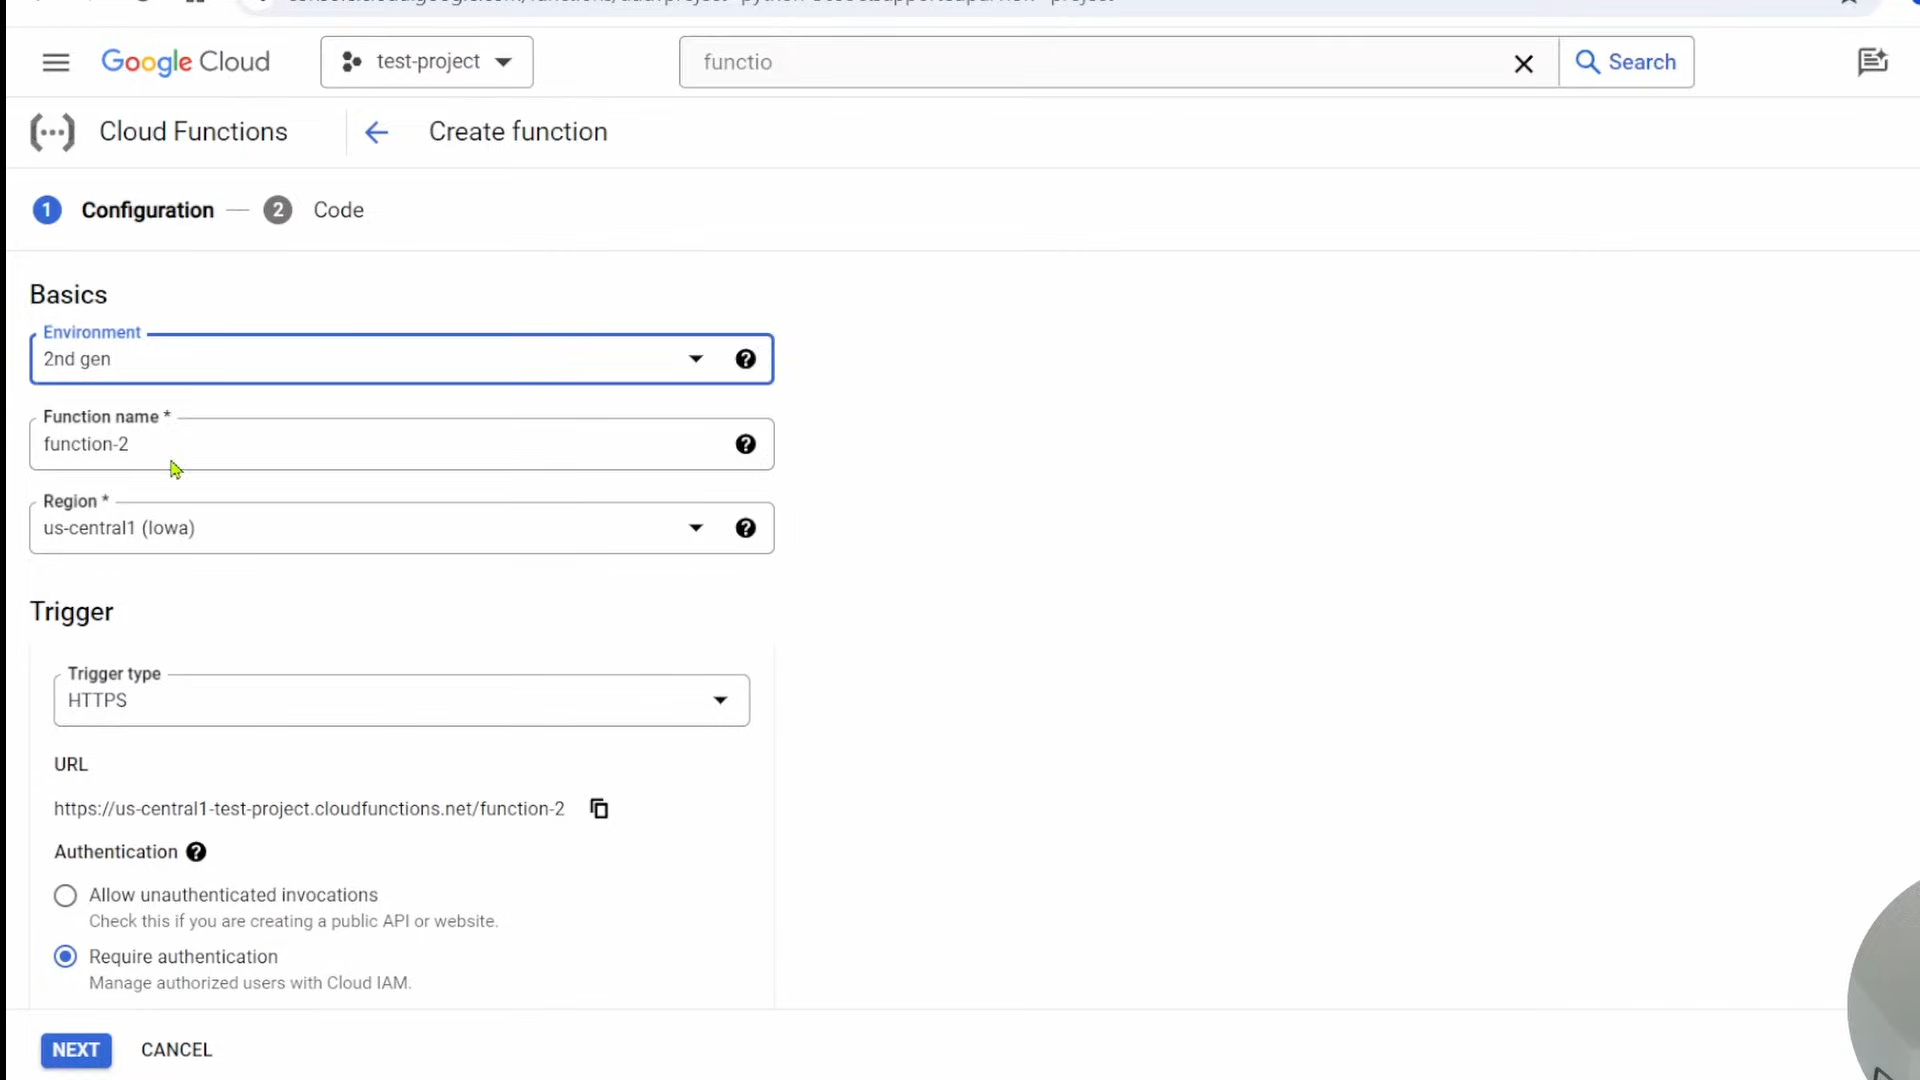 Google Cloud
test-project
functio
Search
Cloud Functions
Create function
1 Configuration — 2 Code
Basics
Environment
2nd gen
Function name *
function-2
Region *
us-central1 (Iowa)
Trigger
Trigger type
HTTPS
URL
https://us-central1-test-project.cloudfunctions.net/function-2
Authentication
Allow unauthenticated invocations
Check this if you are creating a public API or website.
Require authentication
Manage authorized users with Cloud IAM.
NEXT
CANCEL